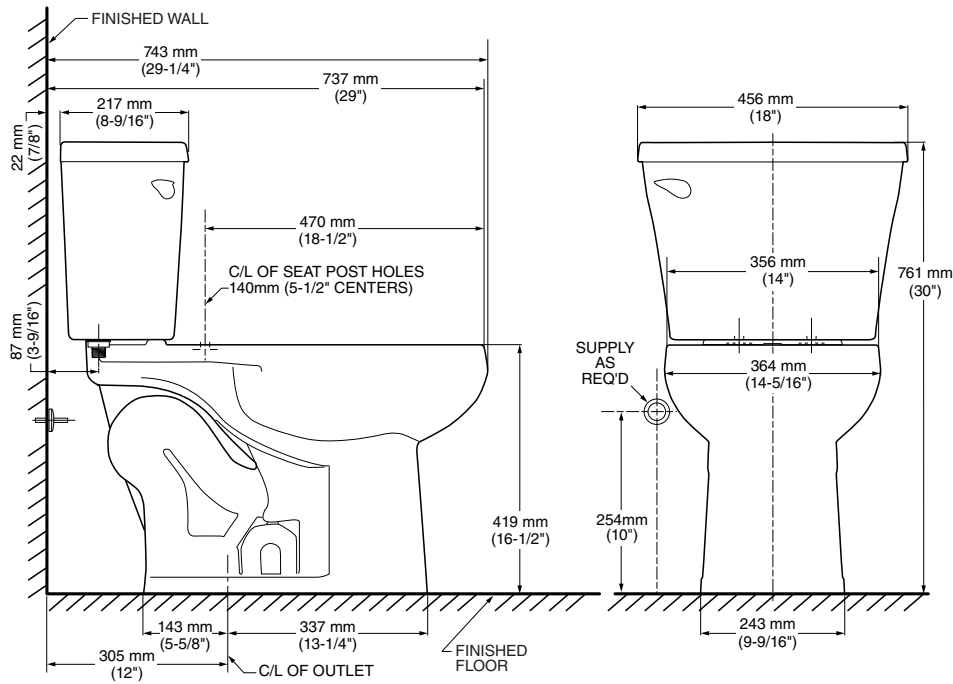 FINISHED WALL
743 mm
(29-1/4")
737 mm
(29")
217 mm
(8-9/16")
22 mm
(7/8")
470 mm
(18-1/2")
C/L OF SEAT POST HOLES
140mm (5-1/2" CENTERS)
87 mm
(3-9/16")
419 mm
(16-1/2")
143 mm
(5-5/8")
337 mm
(13-1/4")
305 mm
(12")
C/L OF OUTLET
FINISHED
FLOOR
456 mm
(18")
356 mm
(14")
761 mm
(30")
SUPPLY
AS
REQ'D
364 mm
(14-5/16")
254mm
(10")
243 mm
(9-9/16")